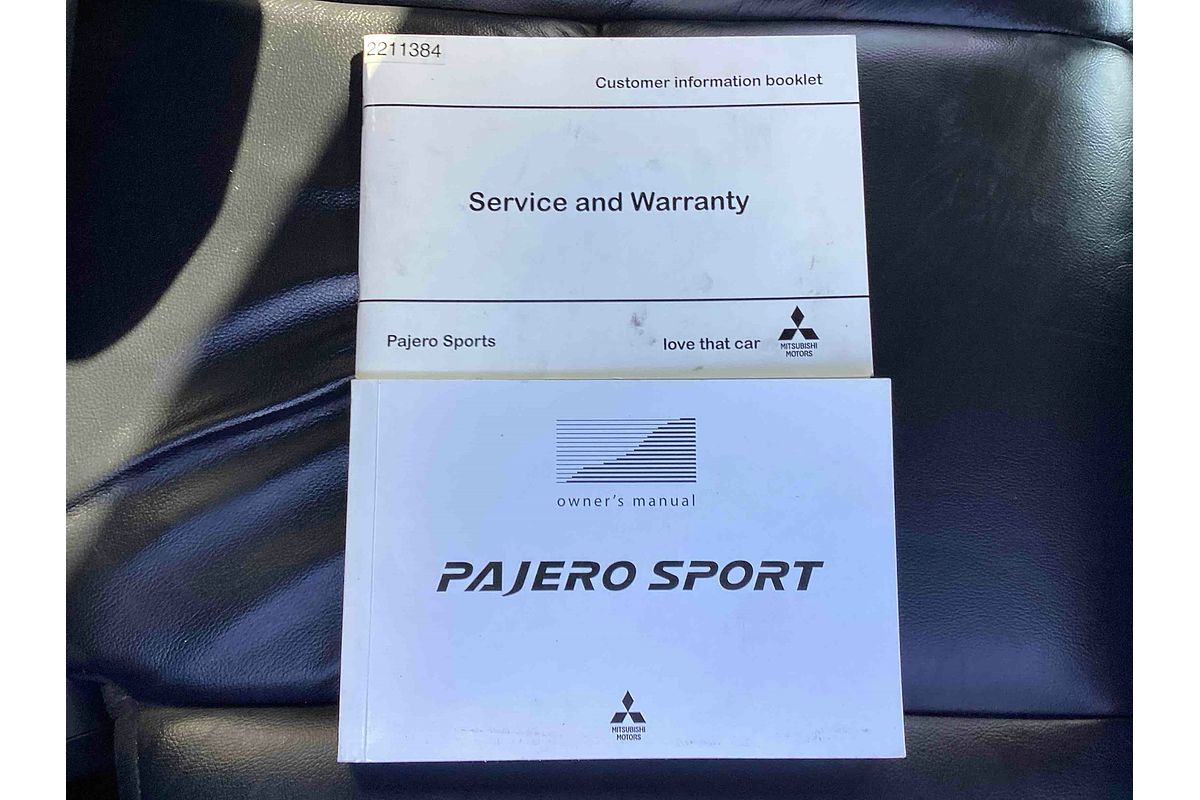 2211384
Customer information booklet
Service and Warranty
Pajero Sports
love that car
MITSUBISHI
MOTORS
owner's manual
PAJERO SPORT
MITSUBISHI
MOTORS